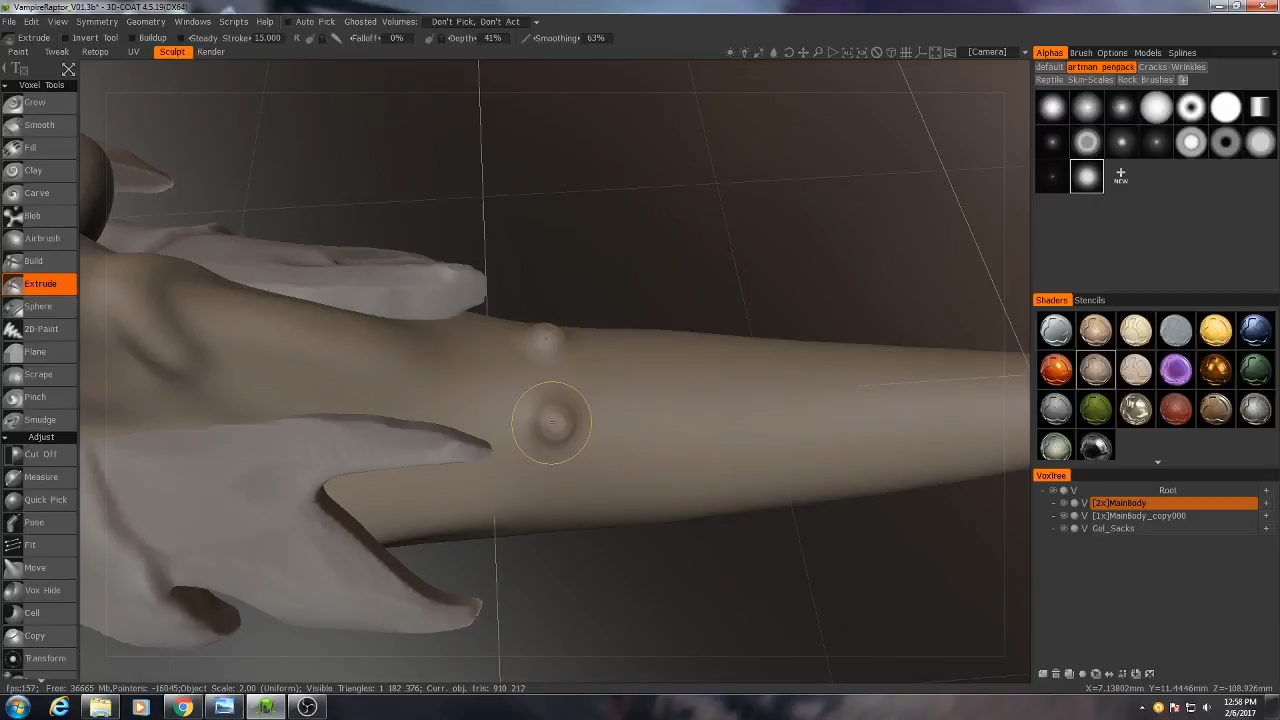 VampireRaptor_V01.3b* - 3D-COAT 4.5.19(DX64)
File Edit View Symmetry Geometry Windows Scripts Help Auto Pick Ghosted Volumes: Don't Pick, Don't Act
Extrude Invert Tool Buildup Steady Stroke 15.000 R Falloff 0% Depth 41% Smoothing 63%
Paint Tweak Retopo UV Sculpt Render [Camera]
Alphas Brush Options Models Splines
default artman penpack Cracks-Wrinkles
Reptile Skin-Scales Rock Brushes
NEW
Voxel Tools
Grow
Smooth
Fill
Clay
Carve
Blob
Airbrush
Build
Extrude
Sphere
2D-Paint
Plane
Scrape
Pinch
Smudge
Adjust
Cut Off
Measure
Quick Pick
Pose
Fit
Move
Vox Hide
Cell
Copy
Transform
Shaders Stencils
VoxTree
V Root +
V [2x]MainBody +
V [1x]MainBody_copy000 +
V Gel_Sacks +
fps:157; Free: 36665 Mb,Pointers: -16045;Object Scale: 2.00 (Uniform), Visible Triangles: 1 182 376; Curr. obj. tris: 910 212
X=7.13802mm Y=11.4446mm Z=-108.926mm
12:58 PM
2/6/2017